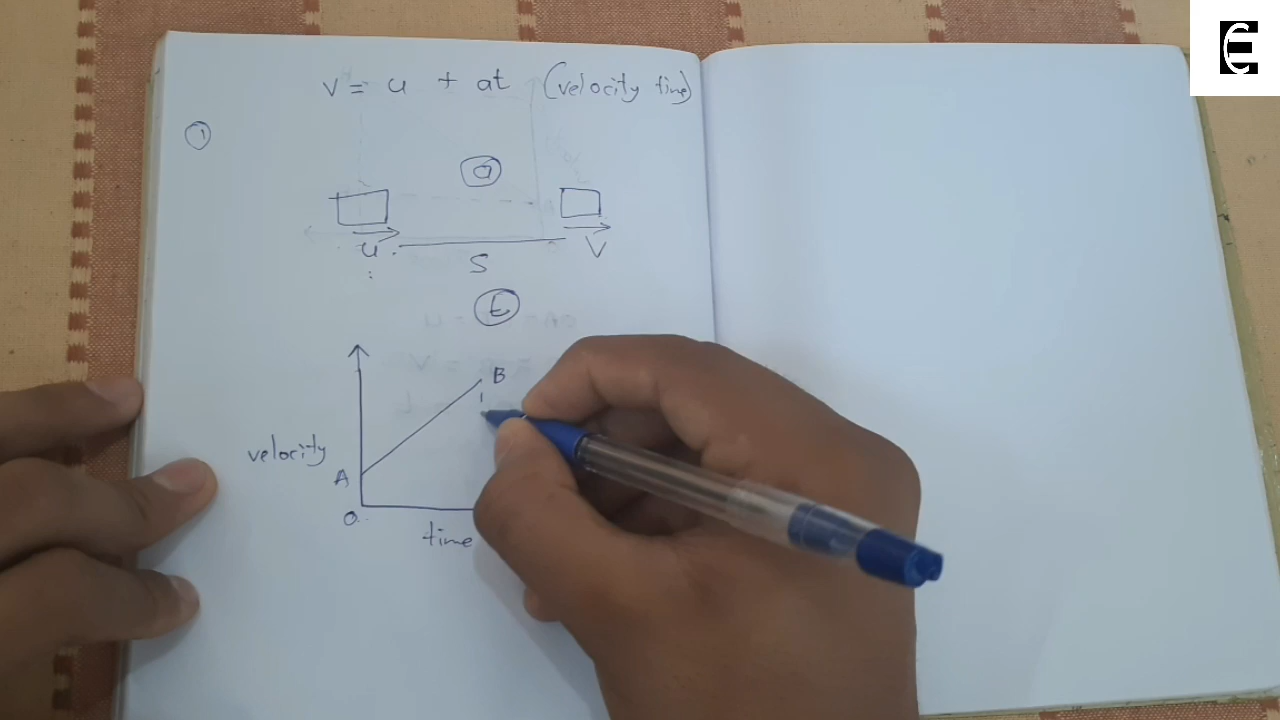 v = u + at (velocity time)
1
a
u
v
S
t
B
velocity
A
O
time
E